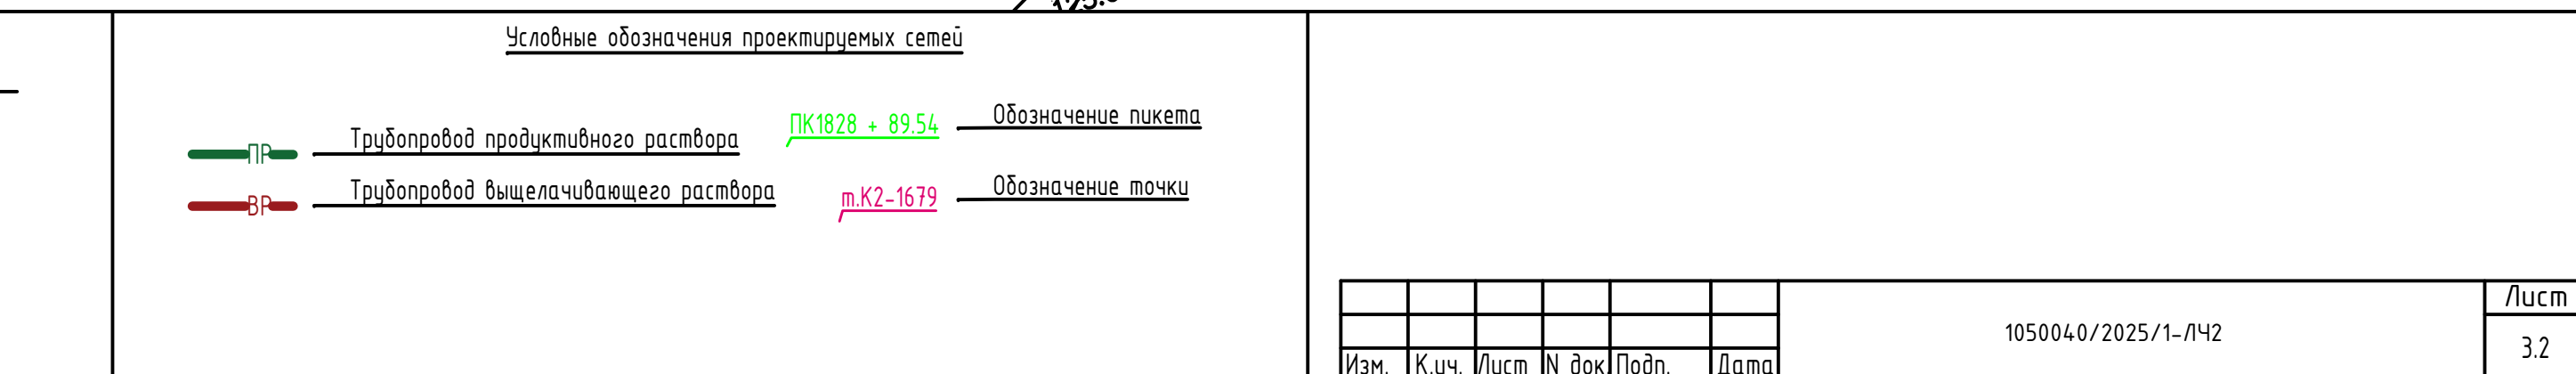 Условные обозначения проектируемых сетей
ПР Трубопровод продуктивного раствора
ПК1828 + 89.54 Обозначение пикета
ВР Трубопровод выщелачивающего раствора
т.К2-1679 Обозначение точки
Лист
1050040/2025/1-ЛЧ2
3.2
Изм. К.уч. Лист N док. Подп. Дата